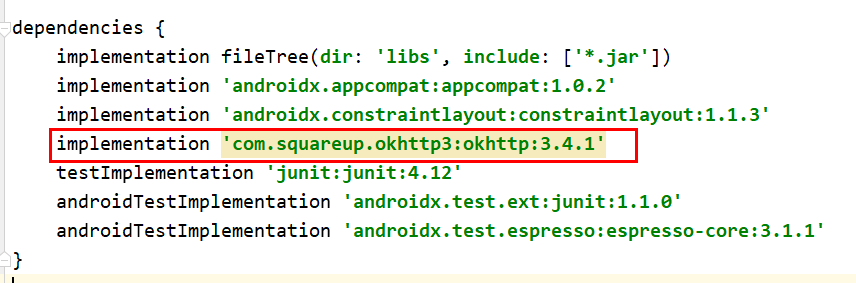 dependencies {
    implementation fileTree(dir: 'libs', include: ['*.jar'])
    implementation 'androidx.appcompat:appcompat:1.0.2'
    implementation 'androidx.constraintlayout:constraintlayout:1.1.3'
    implementation 'com.squareup.okhttp3:okhttp:3.4.1'
    testImplementation 'junit:junit:4.12'
    androidTestImplementation 'androidx.test.ext:junit:1.1.0'
    androidTestImplementation 'androidx.test.espresso:espresso-core:3.1.1'
}